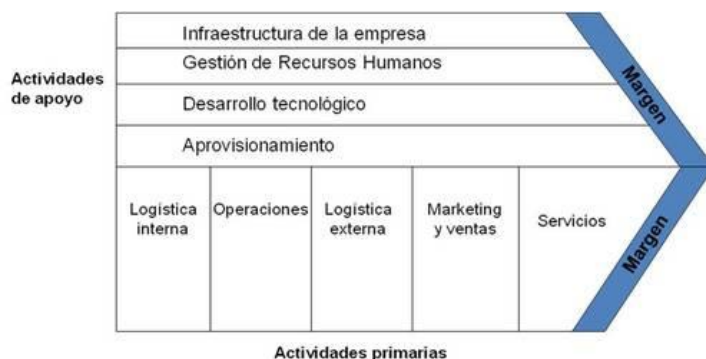 Infraestructura de la empresa
Gestión de Recursos Humanos
Actividades
de apoyo
Desarrollo tecnológico
Aprovisionamiento
Margen
Logística
interna
Operaciones
Logística
externa
Marketing
y ventas
Servicios
Margen
Actividades primarias